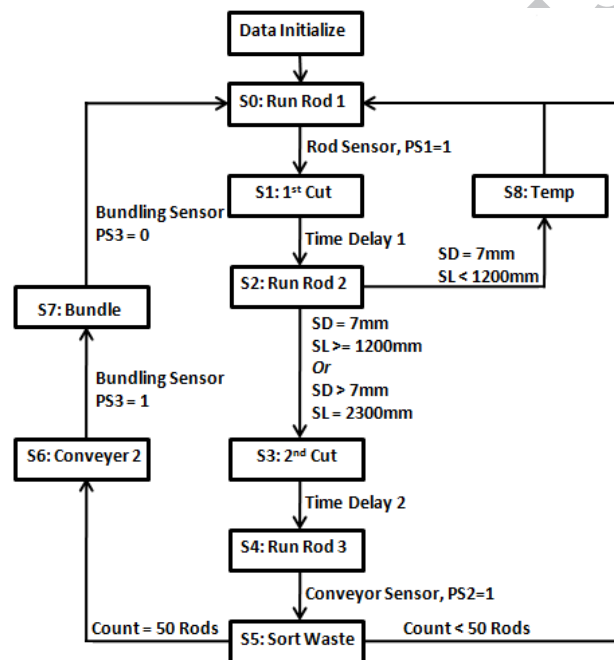 Data Initialize
S0: Run Rod 1
Rod Sensor, PS1=1
S1: 1st Cut
S8: Temp
Bundling Sensor
PS3 = 0
Time Delay 1
SD = 7mm
SL < 1200mm
S2: Run Rod 2
S7: Bundle
SD = 7mm
SL >= 1200mm
Or
SD > 7mm
SL = 2300mm
Bundling Sensor
PS3 = 1
S6: Conveyer 2
S3: 2nd Cut
Time Delay 2
S4: Run Rod 3
Conveyor Sensor, PS2=1
Count = 50 Rods
S5: Sort Waste
Count < 50 Rods